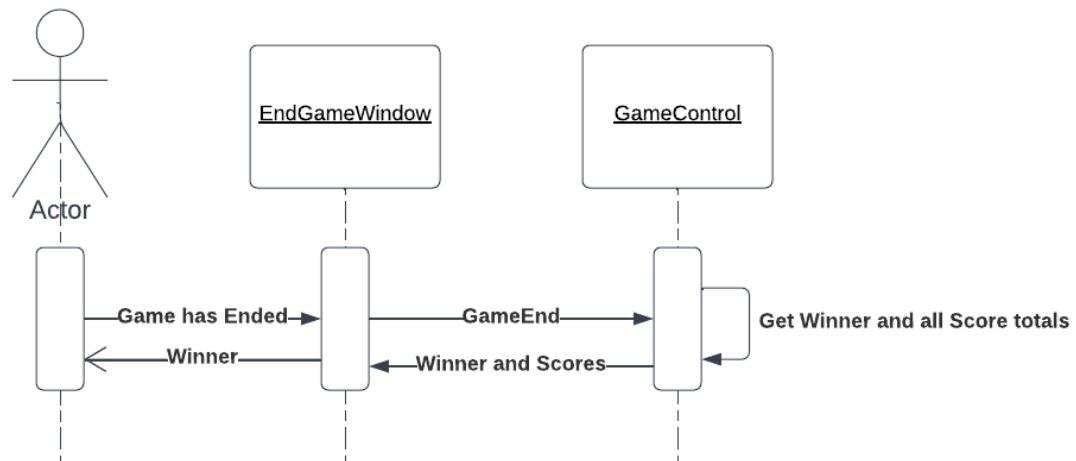 EndGameWindow
GameControl
Actor
Game has Ended
GameEnd
Get Winner and all Score totals
Winner
Winner and Scores